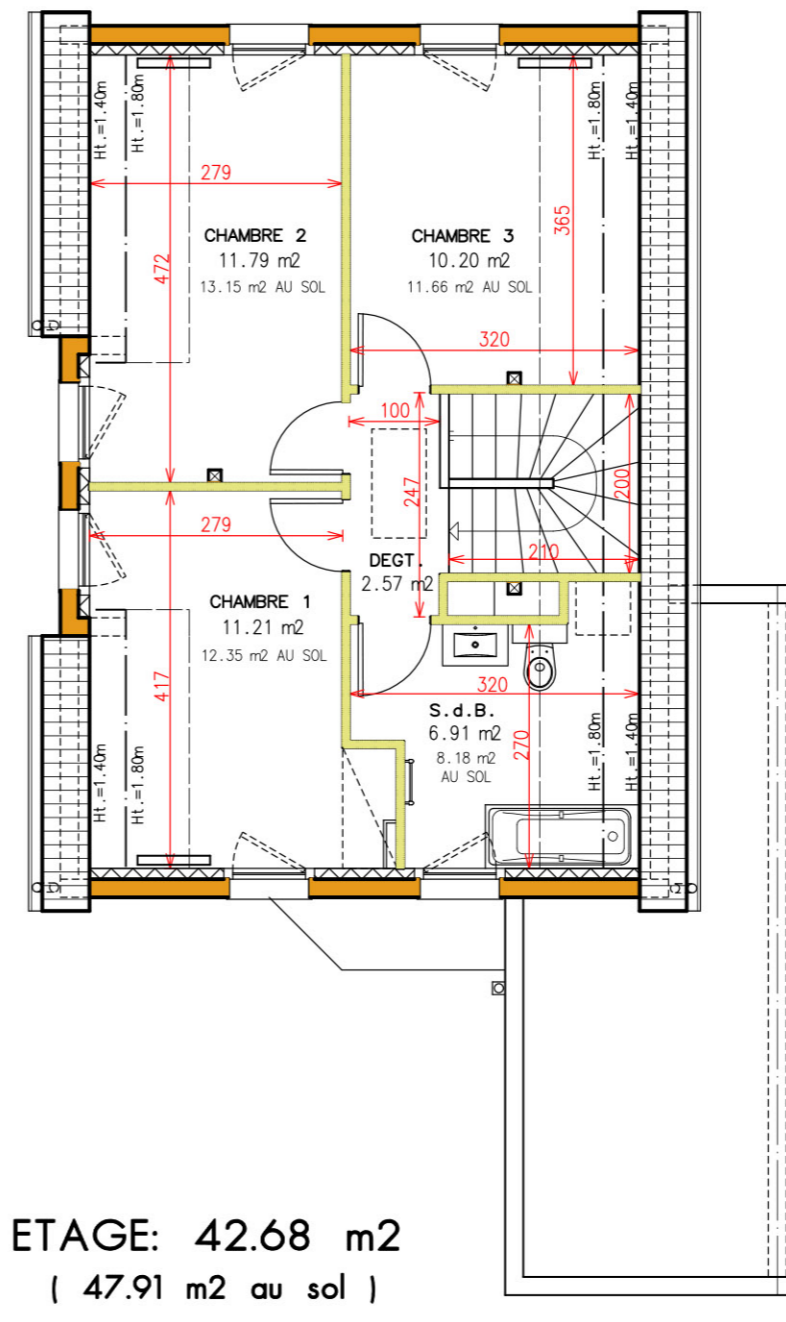 Ht.=1.40m
Ht.=1.80m
Ht.=1.80m
Ht.=1.40m
279
472
365
CHAMBRE 2
11.79 m2
13.15 m2 AU SOL
CHAMBRE 3
10.20 m2
11.66 m2 AU SOL
320
100
247
200
279
210
DEGT.
2.57 m2
CHAMBRE 1
11.21 m2
12.35 m2 AU SOL
417
320
S.d.B.
6.91 m2
8.18 m2
AU SOL
270
Ht.=1.40m
Ht.=1.80m
Ht.=1.80m
Ht.=1.40m
ETAGE: 42.68 m2
( 47.91 m2 au sol )